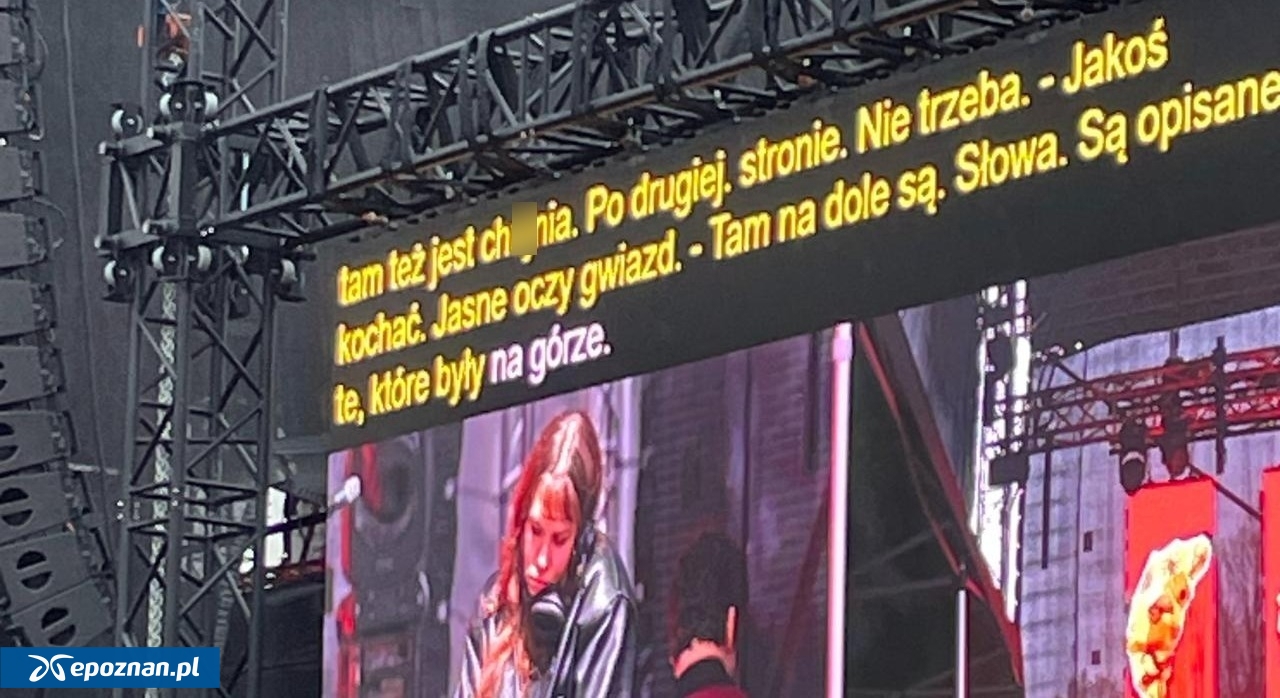 tam też jest ch nia. Po drugiej. stronie. Nie trzeba. - Jakoś
kochać. Jasne oczy gwiazd. - Tam na dole są. Słowa. Są opisane
te, które były na górze.
epoznan.pl